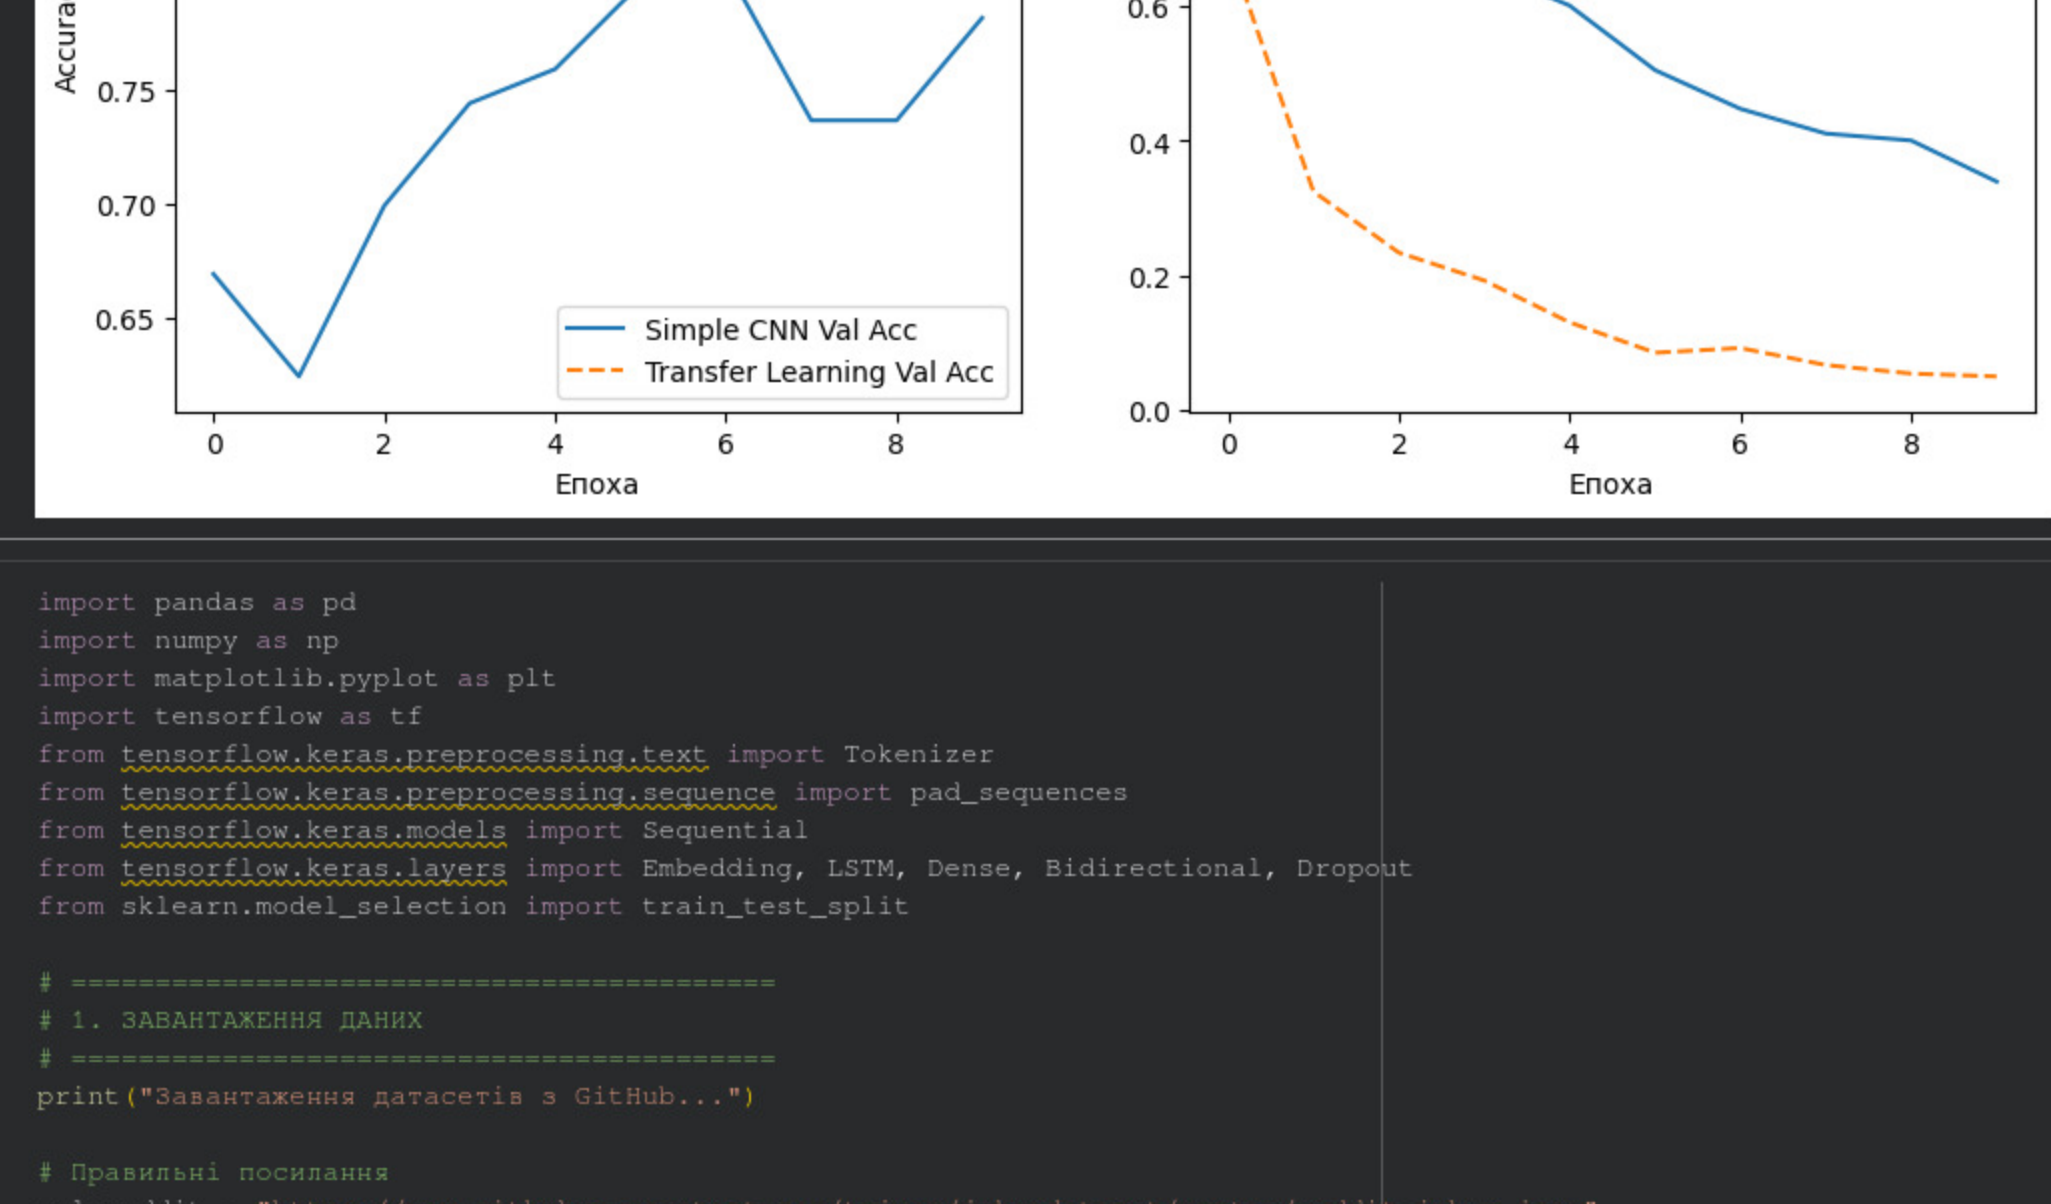 Accura
0.75
0.70
0.65
Simple CNN Val Acc
Transfer Learning Val Acc
0 2 4 6 8
Епоха
0.6
0.4
0.2
0.0
0 2 4 6 8
Епоха
import pandas as pd
import numpy as np
import matplotlib.pyplot as plt
import tensorflow as tf
from tensorflow.keras.preprocessing.text import Tokenizer
from tensorflow.keras.preprocessing.sequence import pad_sequences
from tensorflow.keras.models import Sequential
from tensorflow.keras.layers import Embedding, LSTM, Dense, Bidirectional, Dropout
from sklearn.model_selection import train_test_split
# ==========================================
# 1. ЗАВАНТАЖЕННЯ ДАНИХ
# ==========================================
print("Завантаження датасетів з GitHub...")
# Правильні посилання